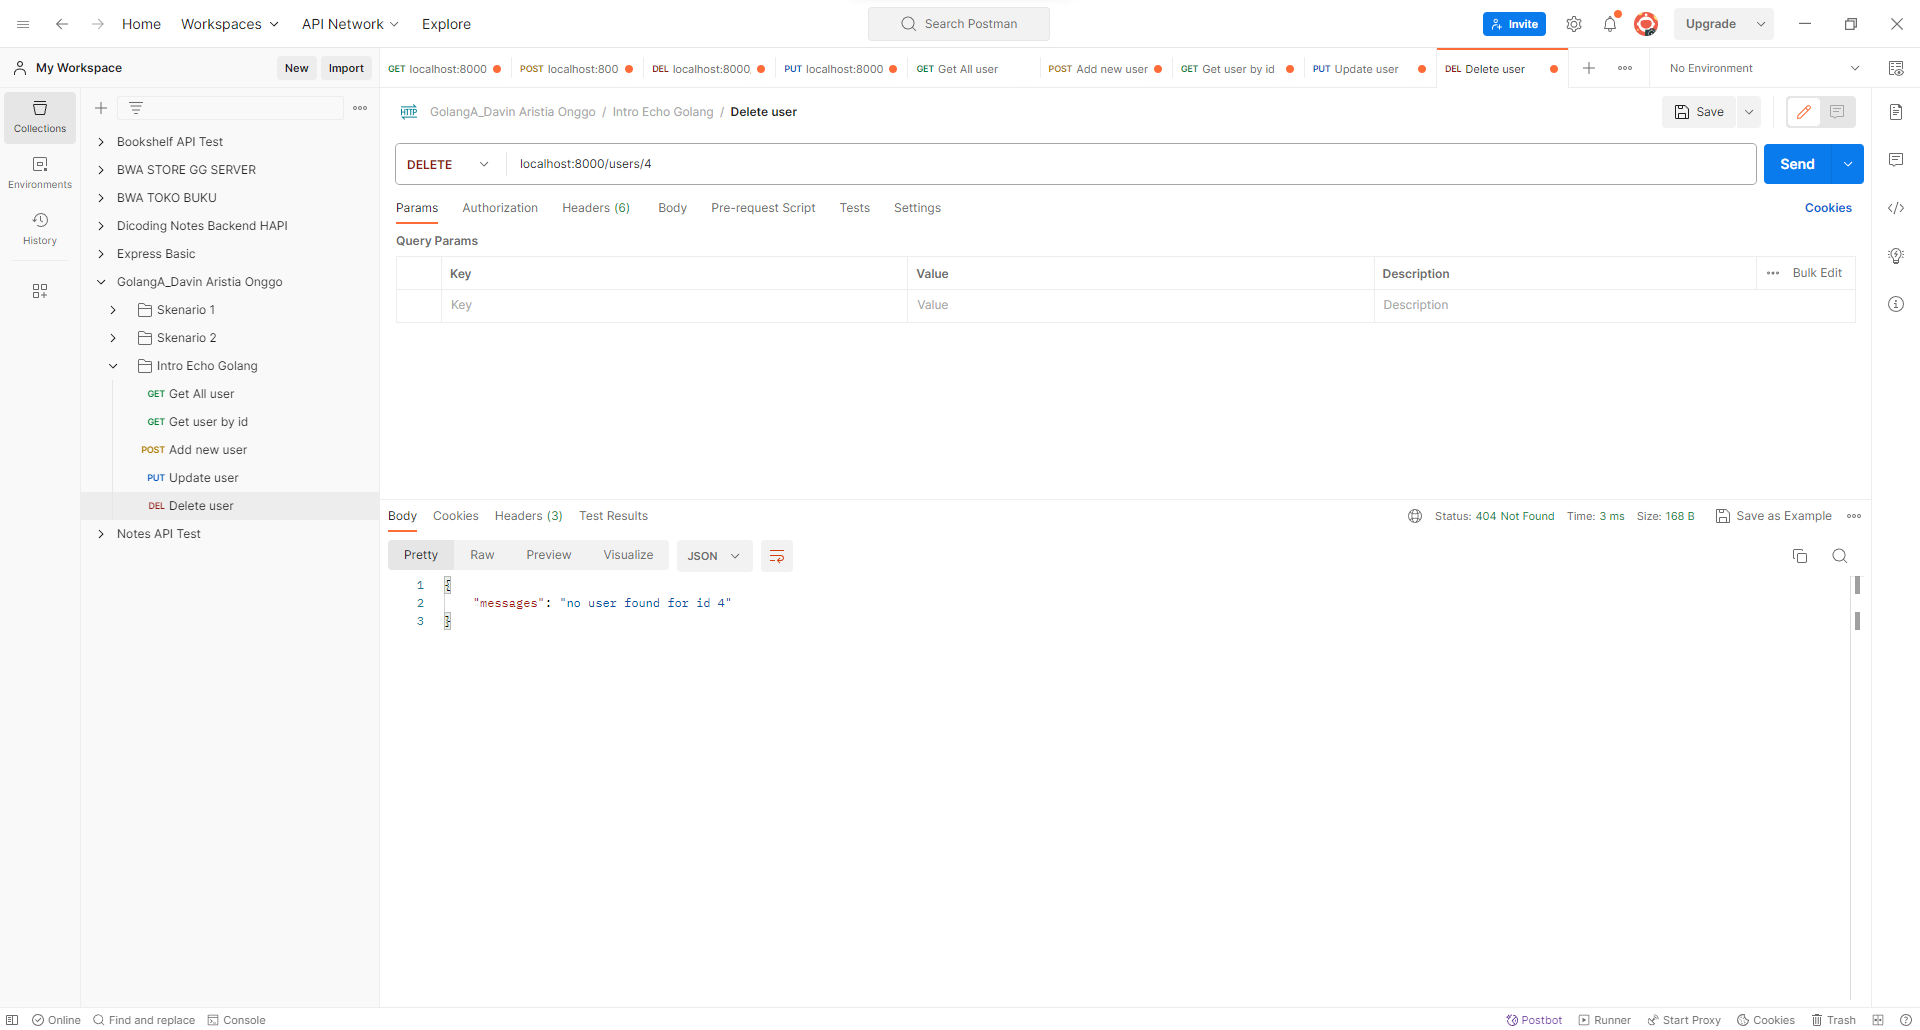 Home Workspaces API Network Explore Search Postman Invite Upgrade
My Workspace New Import GET localhost:8000 POST localhost:800 DEL localhost:8000, PUT localhost:8000 GET Get All user POST Add new user GET Get user by id PUT Update user DEL Delete user No Environment
Collections
Environments
History
Bookshelf API Test
BWA STORE GG SERVER
BWA TOKO BUKU
Dicoding Notes Backend HAPI
Express Basic
GolangA_Davin Aristia Onggo
Skenario 1
Skenario 2
Intro Echo Golang
GET Get All user
GET Get user by id
POST Add new user
PUT Update user
DEL Delete user
Notes API Test
HTTP GolangA_Davin Aristia Onggo / Intro Echo Golang / Delete user Save
DELETE localhost:8000/users/4 Send
Params Authorization Headers (6) Body Pre-request Script Tests Settings Cookies
Query Params
Key Value Description Bulk Edit
Key Value Description
Body Cookies Headers (3) Test Results Status: 404 Not Found Time: 3 ms Size: 168 B Save as Example
Pretty Raw Preview Visualize JSON
1 {
2 "messages": "no user found for id 4"
3 }
Online Find and replace Console Postbot Runner Start Proxy Cookies Trash